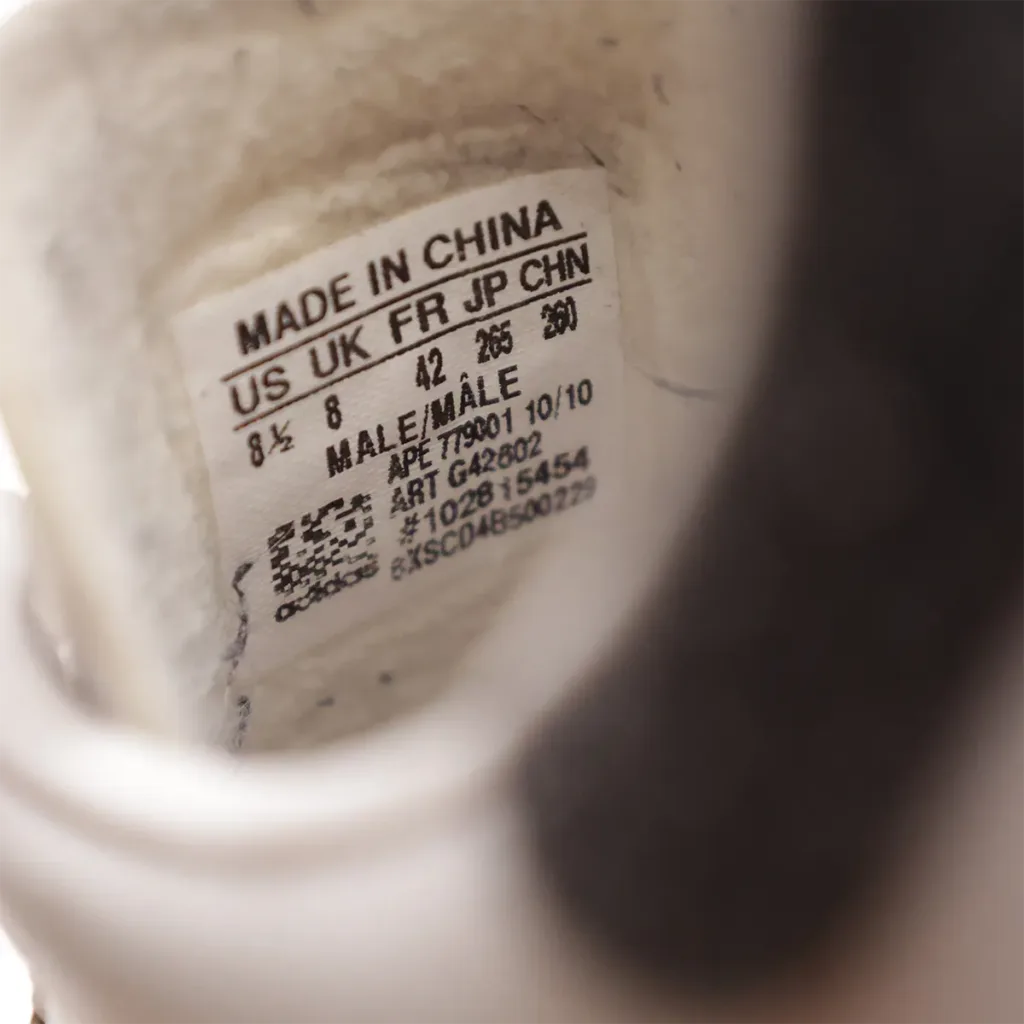 MADE IN CHINA
US UK FR JP CHN
8½ 8 42 265 260
MALE/MÂLE
APE 779001 10/10
ART G42602
#102815454
adidas